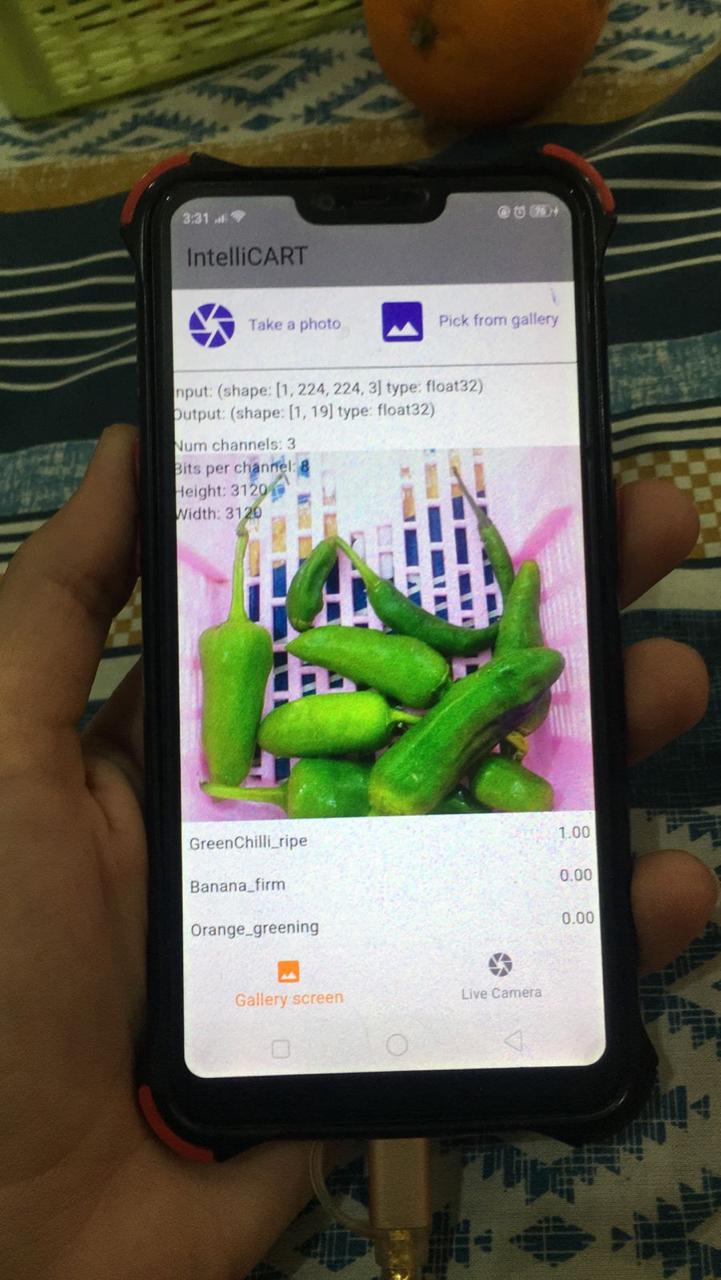 3:31
76
IntelliCART
Take a photo
Pick from gallery
nput: (shape: [1, 224, 224, 3] type: float32)
Output: (shape: [1, 19] type: float32)
Num channels: 3
Bits per channel: 8
Height: 3120
Width: 3120
GreenChilli_ripe 1.00
Banana_firm 0.00
Orange_greening 0.00
Gallery screen
Live Camera